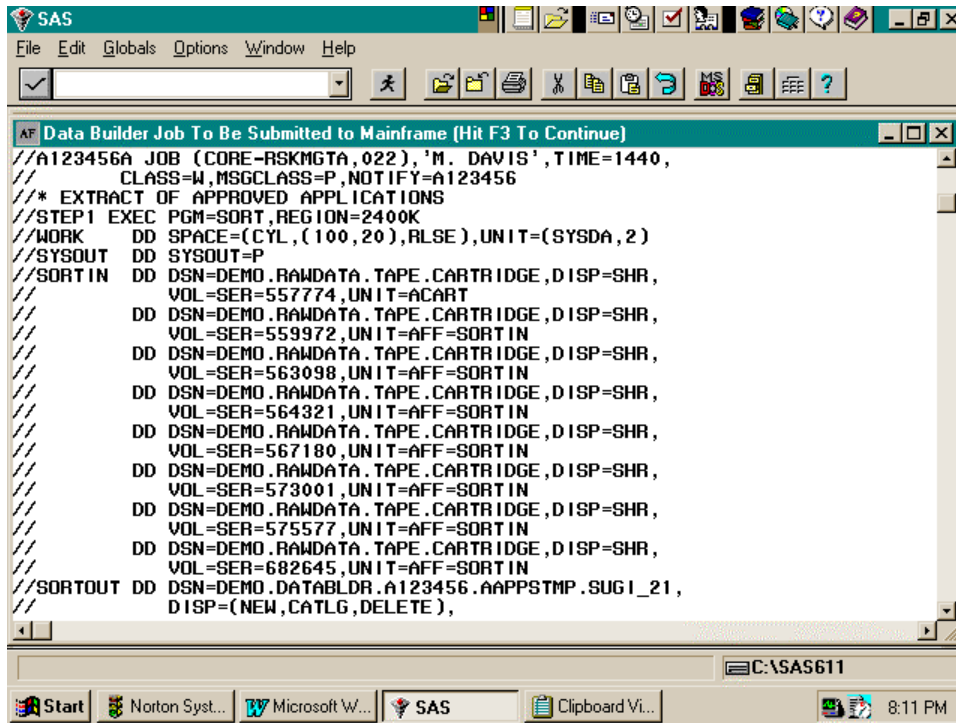 SAS
File Edit Globals Options Window Help
MS DOS
AF Data Builder Job To Be Submitted to Mainframe (Hit F3 To Continue)
//A123456A JOB (CORE-RSKMGTA,022),'M. DAVIS',TIME=1440,
// CLASS=W,MSGCLASS=P,NOTIFY=A123456
//* EXTRACT OF APPROVED APPLICATIONS
//STEP1 EXEC PGM=SORT,REGION=2400K
//WORK DD SPACE=(CYL,(100,20),RLSE),UNIT=(SYSDA,2)
//SYSOUT DD SYSOUT=P
//SORTIN DD DSN=DEMO.RAWDATA.TAPE.CARTRIDGE,DISP=SHR,
// VOL=SER=557774,UNIT=ACART
// DD DSN=DEMO.RAWDATA.TAPE.CARTRIDGE,DISP=SHR,
// VOL=SER=559972,UNIT=AFF=SORTIN
// DD DSN=DEMO.RAWDATA.TAPE.CARTRIDGE,DISP=SHR,
// VOL=SER=563098,UNIT=AFF=SORTIN
// DD DSN=DEMO.RAWDATA.TAPE.CARTRIDGE,DISP=SHR,
// VOL=SER=564321,UNIT=AFF=SORTIN
// DD DSN=DEMO.RAWDATA.TAPE.CARTRIDGE,DISP=SHR,
// VOL=SER=567180,UNIT=AFF=SORTIN
// DD DSN=DEMO.RAWDATA.TAPE.CARTRIDGE,DISP=SHR,
// VOL=SER=573001,UNIT=AFF=SORTIN
// DD DSN=DEMO.RAWDATA.TAPE.CARTRIDGE,DISP=SHR,
// VOL=SER=575577,UNIT=AFF=SORTIN
// DD DSN=DEMO.RAWDATA.TAPE.CARTRIDGE,DISP=SHR,
// VOL=SER=682645,UNIT=AFF=SORTIN
//SORTOUT DD DSN=DEMO.DATABLDR.A123456.AAPPSTMP.SUGI_21,
// DISP=(NEW,CATLG,DELETE),
C:\SAS611
Start Norton Syst... Microsoft W... SAS Clipboard Vi... 8:11 PM